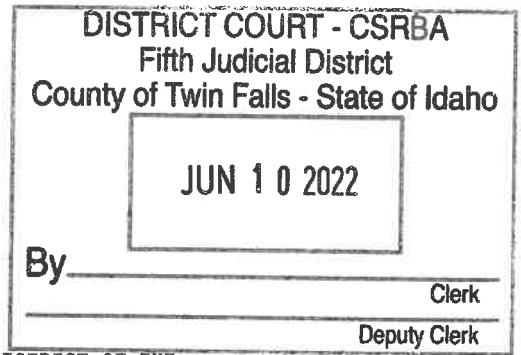 DISTRICT COURT - CSRBA
Fifth Judicial District
County of Twin Falls - State of Idaho
JUN 10 2022
By
Clerk
Deputy Clerk